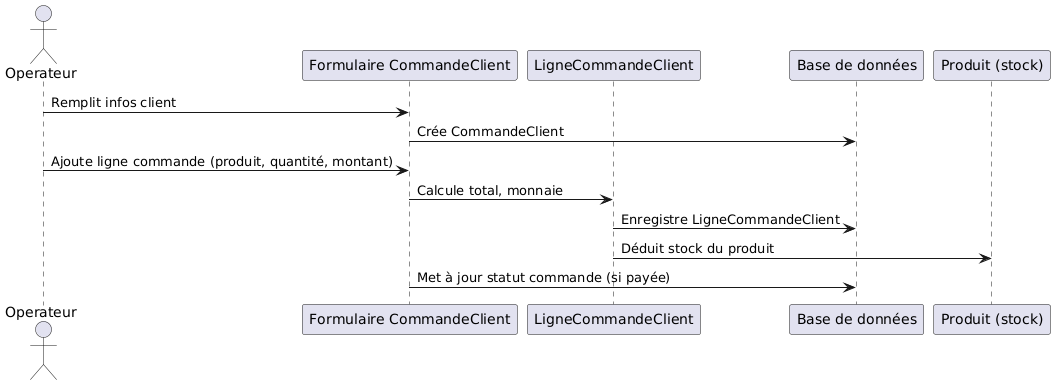 Operateur
Formulaire CommandeClient
LigneCommandeClient
Base de données
Produit (stock)
Remplit infos client
Crée CommandeClient
Ajoute ligne commande (produit, quantité, montant)
Calcule total, monnaie
Enregistre LigneCommandeClient
Déduit stock du produit
Met à jour statut commande (si payée)
Operateur
Formulaire CommandeClient
LigneCommandeClient
Base de données
Produit (stock)